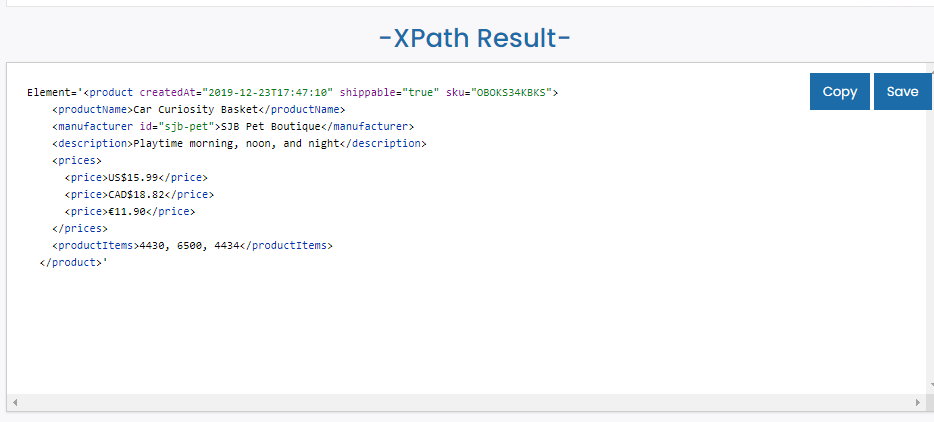 -XPath Result-
Copy
Save
Element='<product createdAt="2019-12-23T17:47:10" shippable="true" sku="OBOKS34KBKS">
    <productName>Car Curiosity Basket</productName>
    <manufacturer id="sjb-pet">SJB Pet Boutique</manufacturer>
    <description>Playtime morning, noon, and night</description>
    <prices>
      <price>US$15.99</price>
      <price>CAD$18.82</price>
      <price>€11.90</price>
    </prices>
    <productItems>4430, 6500, 4434</productItems>
  </product>'